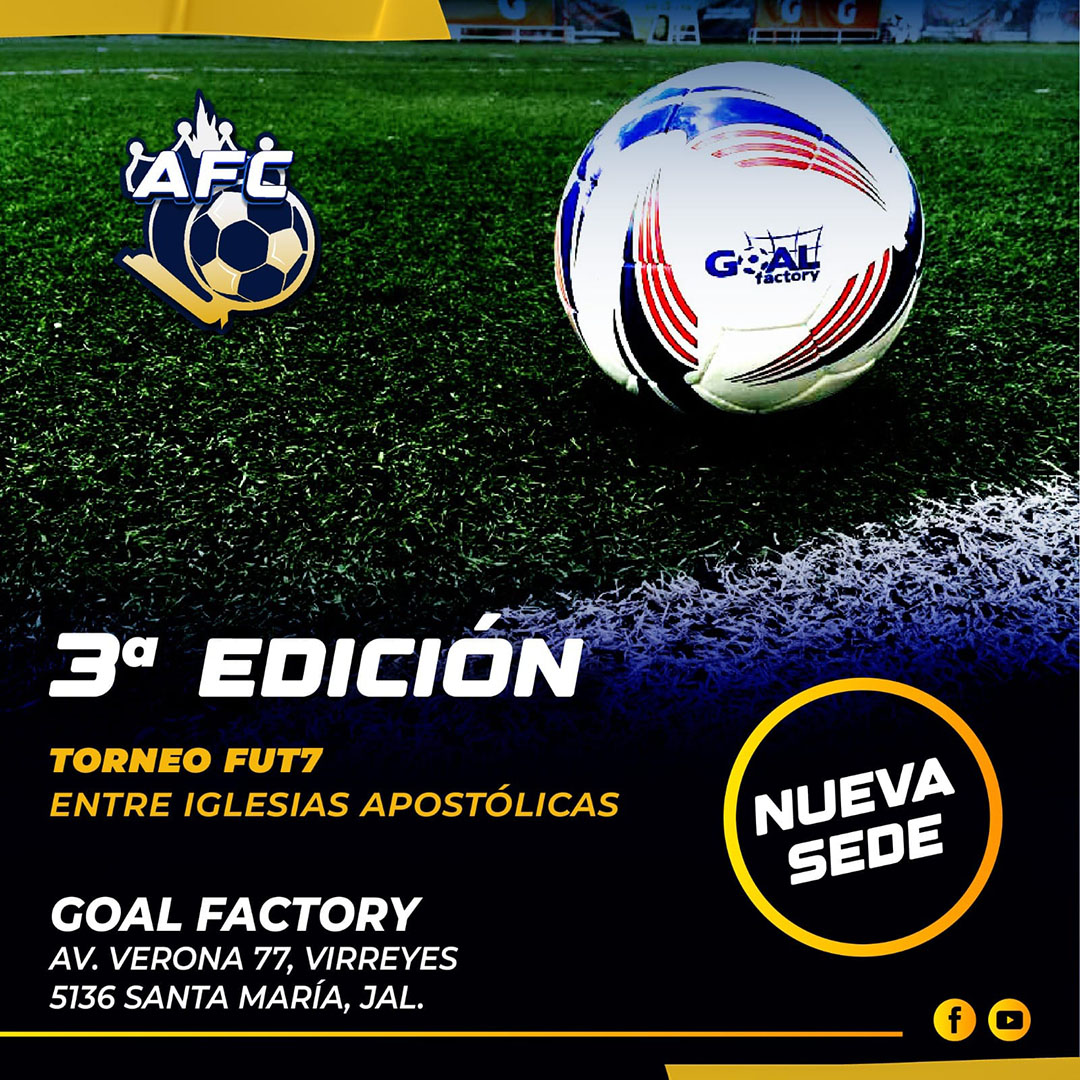 G G
AFC
GOAL
factory
3ª EDICIÓN
TORNEO FUT7
ENTRE IGLESIAS APOSTÓLICAS
NUEVA
SEDE
GOAL FACTORY
AV. VERONA 77, VIRREYES
5136 SANTA MARÍA, JAL.
f